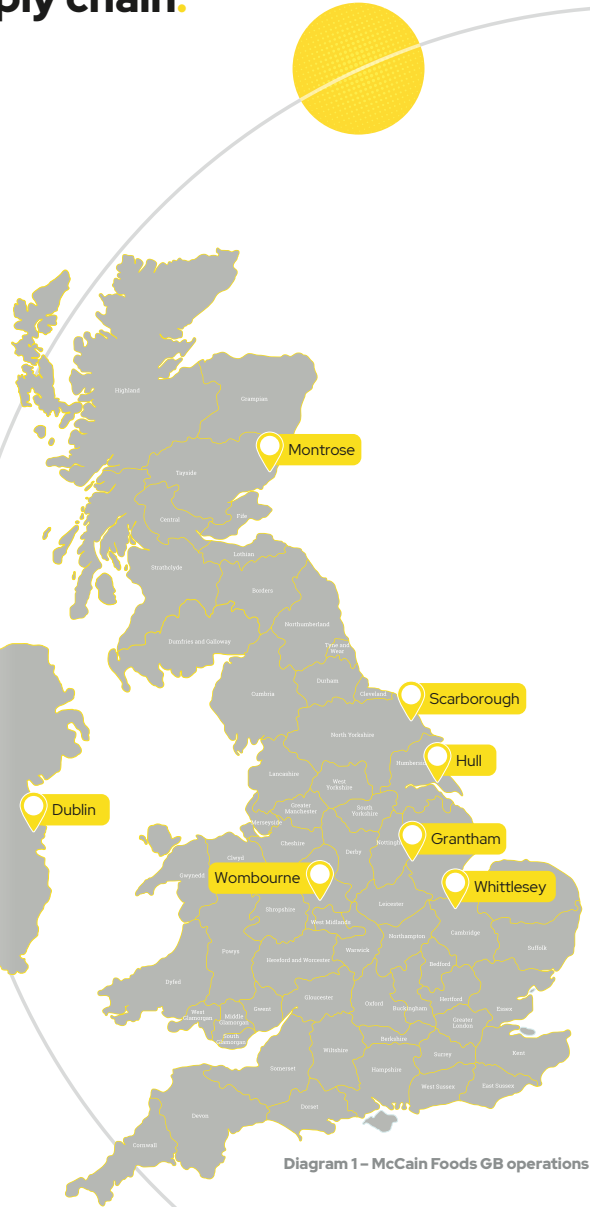 ply chain.
Highland
Grampian
Montrose
Tayside
Fife
Central
Lothian
Strathclyde
Borders
Northumberland
Dumfries and Galloway
Tyne and
Wear
Durham
Cumbria
Cleveland
Scarborough
North Yorkshire
Hull
Lancashire
West
Yorkshire
Greater
Manchester
South
Yorkshire
Dublin
Merseyside
Grantham
Cheshire
Derby
Clwyd
Gwynedd
Wombourne
Whittlesey
Leicester
Shropshire
West Midlands
Cambridge
Northampton
Suffolk
Powys
Warwick
Hereford and Worcester
Bedford
Dyfed
Gloucester
Hertford
Oxford
Buckingham
Essex
Gwent
West
Glamorgan
Middle
Glamorgan
South
Glamorgan
Greater
London
Berkshire
Wiltshire
Surrey
Kent
Somerset
Hampshire
West Sussex
East Sussex
Dorset
Devon
Cornwall
Diagram 1 – McCain Foods GB operations